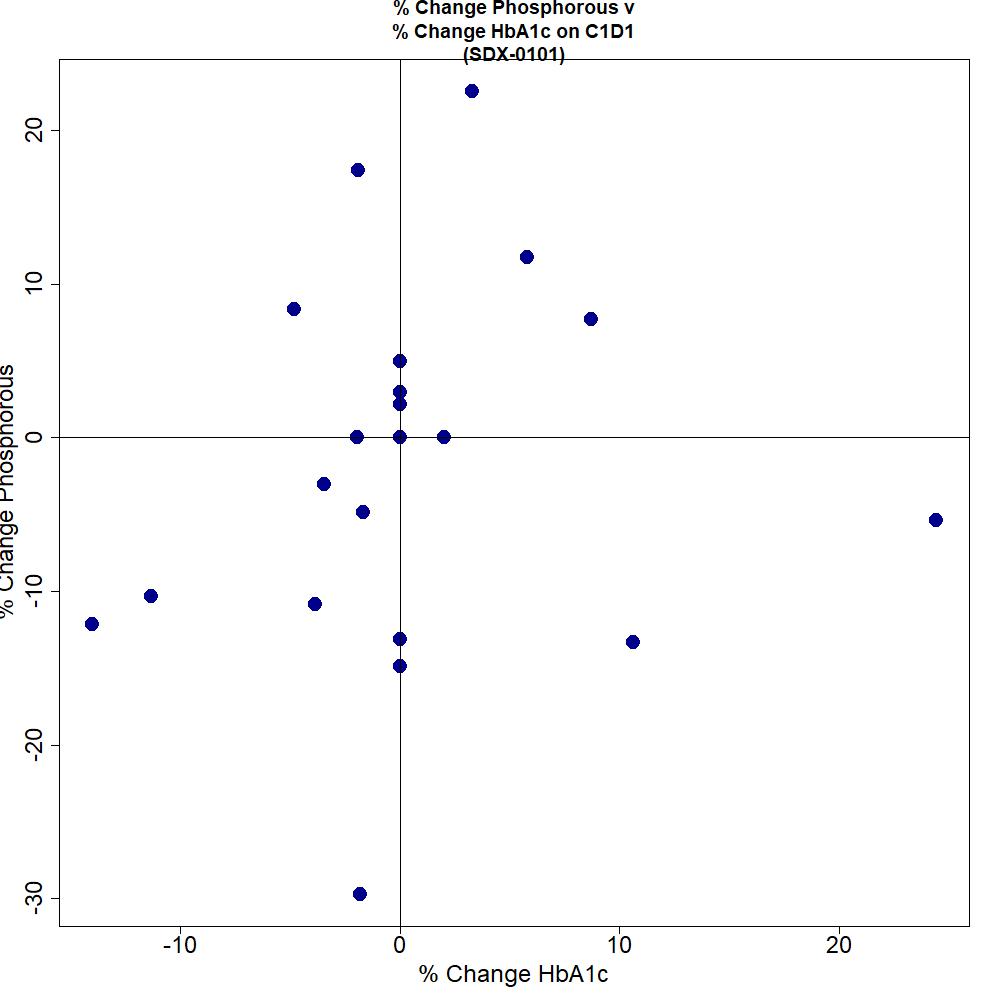 % Change Phosphorous v
% Change HbA1c on C1D1
(SDX-0101)
% Change Phosphorous
20
10
0
-10
-20
-30
-10
0
10
20
% Change HbA1c